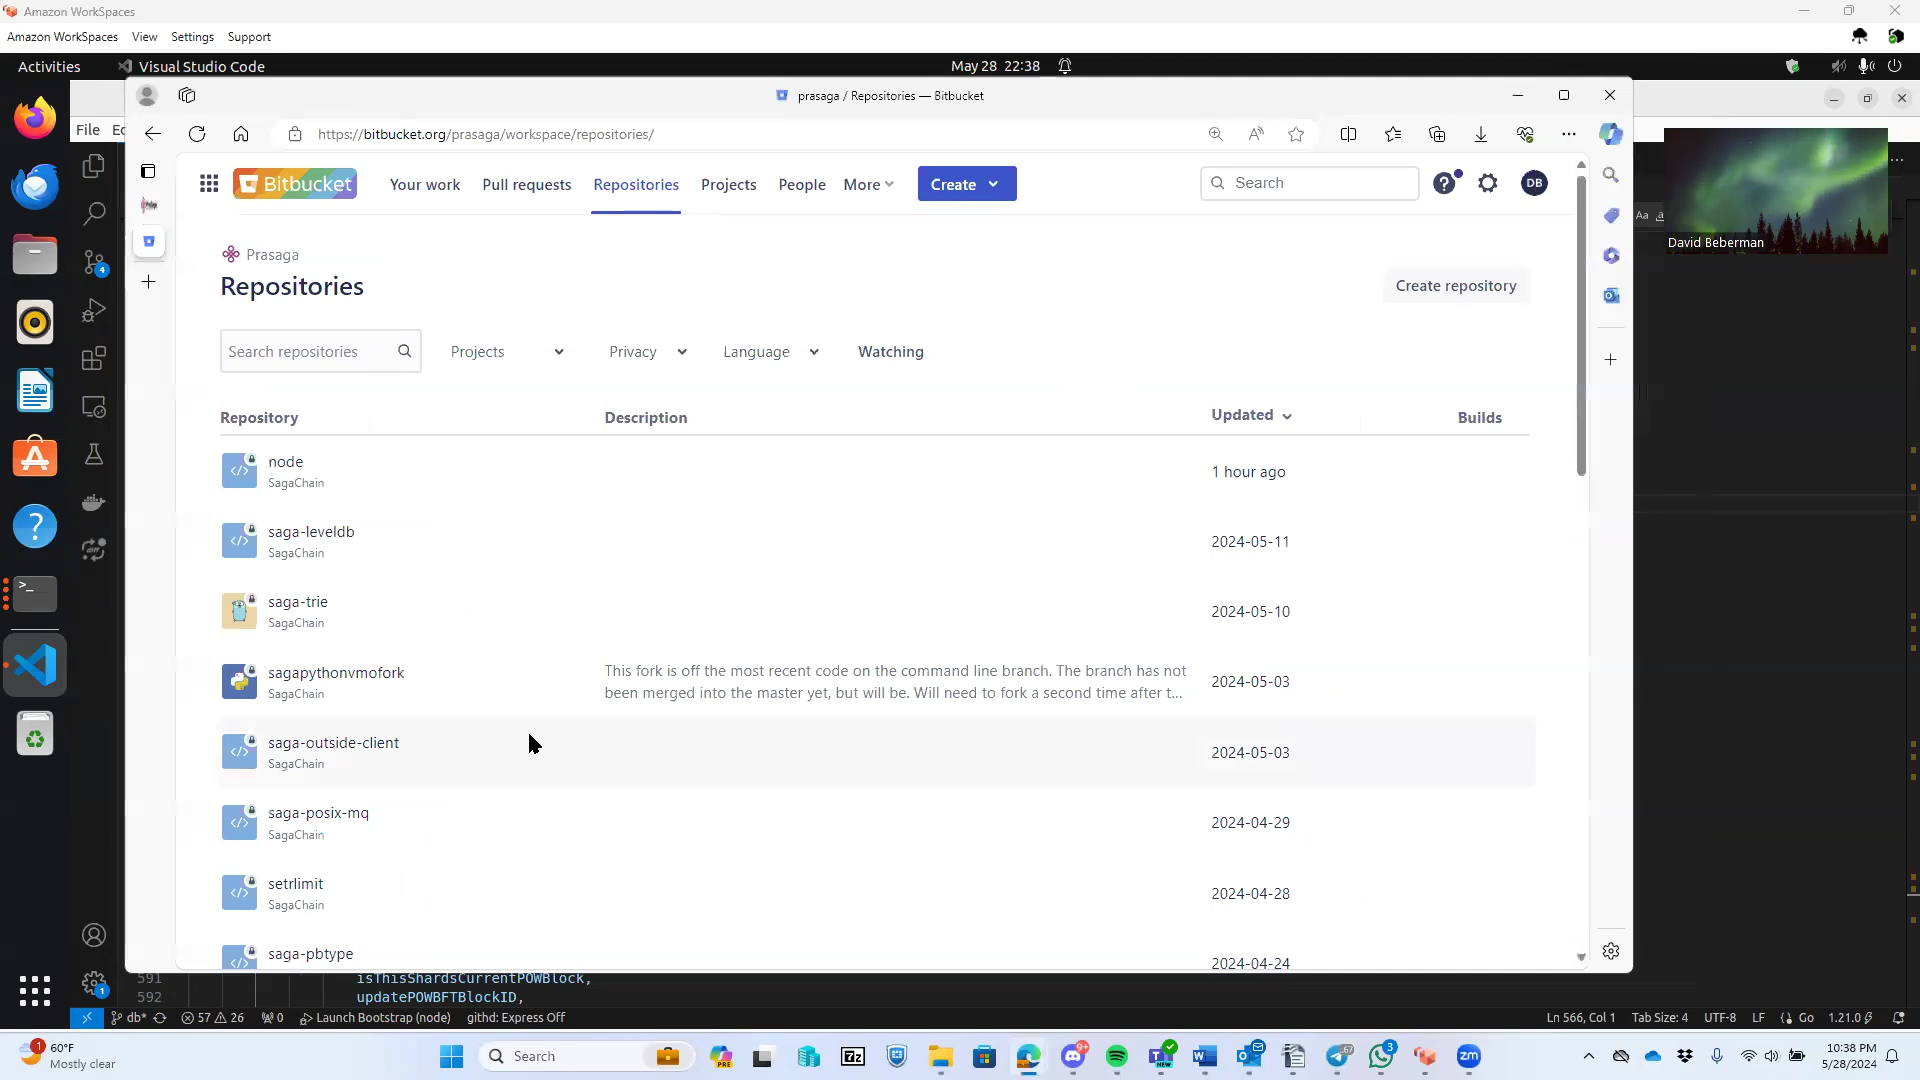 Amazon WorkSpaces
Amazon WorkSpaces View Settings Support
Activities Visual Studio Code May 28 22:38
prasaga / Repositories — Bitbucket
File
https://bitbucket.org/prasaga/workspace/repositories/
Bitbucket Your work Pull requests Repositories Projects People More Create Search DB
David Beberman
Prasaga
Repositories
Create repository
Search repositories Projects Privacy Language Watching
Repository Description Updated Builds
node
SagaChain
1 hour ago
saga-leveldb
SagaChain
2024-05-11
saga-trie
SagaChain
2024-05-10
sagapythonvmofork
SagaChain
This fork is off the most recent code on the command line branch. The branch has not
been merged into the master yet, but will be. Will need to fork a second time after t...
2024-05-03
saga-outside-client
SagaChain
2024-05-03
saga-posix-mq
SagaChain
2024-04-29
setrlimit
SagaChain
2024-04-28
saga-pbtype
2024-04-24
591 isThisShardsCurrentPOWBlock,
592 updatePOWBFTBlockID,
db* 57 26 0 Launch Bootstrap (node) githd: Express Off Ln 566, Col 1 Tab Size: 4 UTF-8 LF Go 1.21.0
60°F
Mostly clear
Search
10:38 PM
5/28/2024